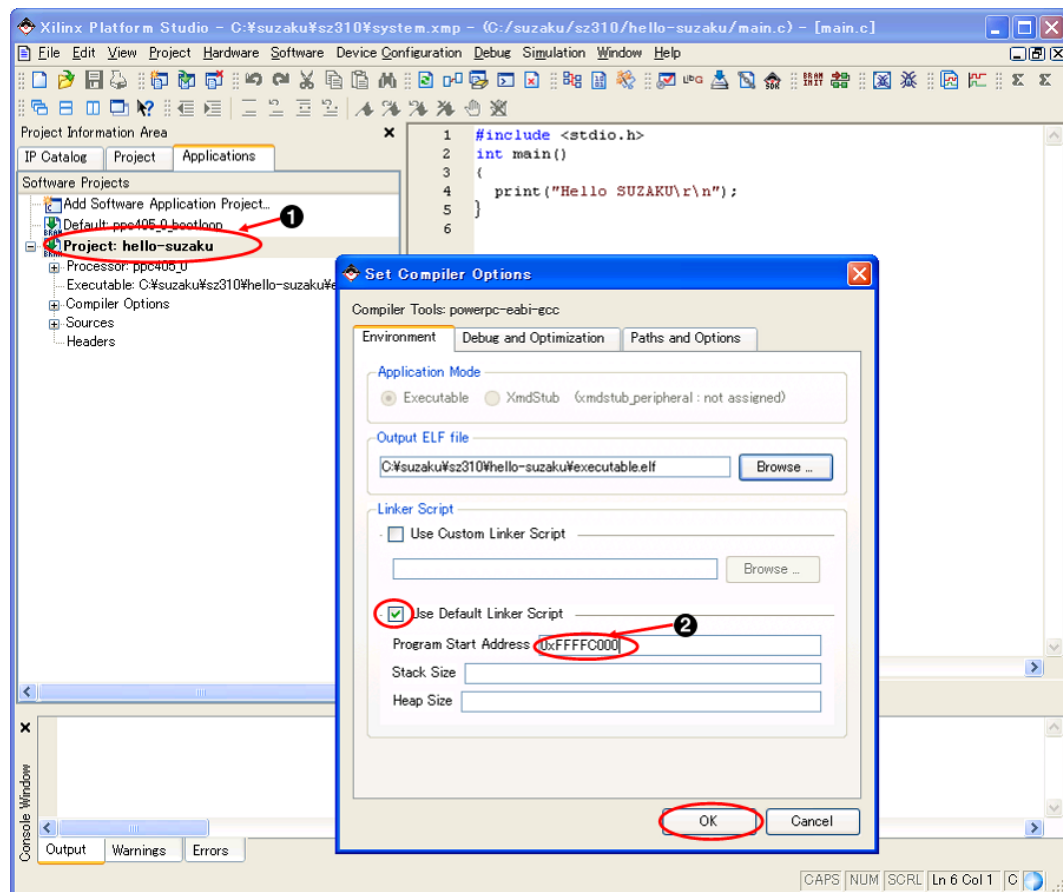 Xilinx Platform Studio - C:¥suzaku¥sz310¥system.xmp - (C:/suzaku/sz310/hello-suzaku/main.c) - [main.c]
File Edit View Project Hardware Software Device Configuration Debug Simulation Window Help
Project Information Area
IP Catalog Project Applications
Software Projects
Add Software Application Project...
Default: ppc405_0_bootloop
Project: hello-suzaku
Processor: ppc405_0
Executable: C:¥suzaku¥sz310¥hello-suzaku¥e
Compiler Options
Sources
Headers
❶
1 #include <stdio.h>
2 int main()
3 {
4 print("Hello SUZAKU\r\n");
5 }
6
Set Compiler Options
Compiler Tools: powerpc-eabi-gcc
Environment Debug and Optimization Paths and Options
Application Mode
Executable XmdStub (xmdstub_peripheral : not assigned)
Output ELF file
C:¥suzaku¥sz310¥hello-suzaku¥executable.elf Browse ...
Linker Script
Use Custom Linker Script
Browse ...
Use Default Linker Script
❷
Program Start Address 0xFFFFC000
Stack Size
Heap Size
OK Cancel
Console Window
Output Warnings Errors
CAPS NUM SCRL Ln 6 Col 1 C